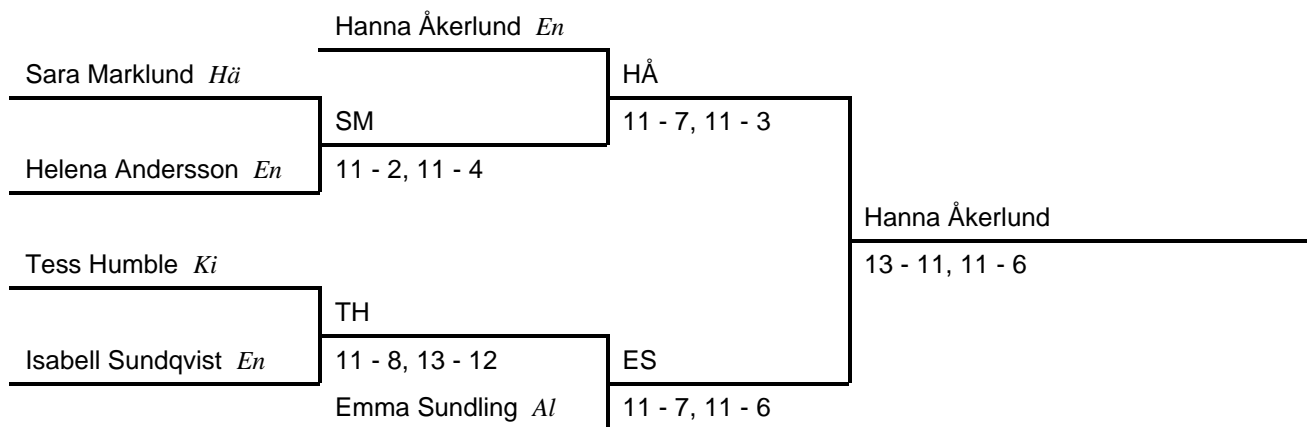 Hanna Åkerlund En
Sara Marklund Hä
HÅ
SM
11 - 7, 11 - 3
Helena Andersson En
11 - 2, 11 - 4
Hanna Åkerlund
Tess Humble Ki
13 - 11, 11 - 6
TH
Isabell Sundqvist En
11 - 8, 13 - 12
ES
Emma Sundling Al
11 - 7, 11 - 6